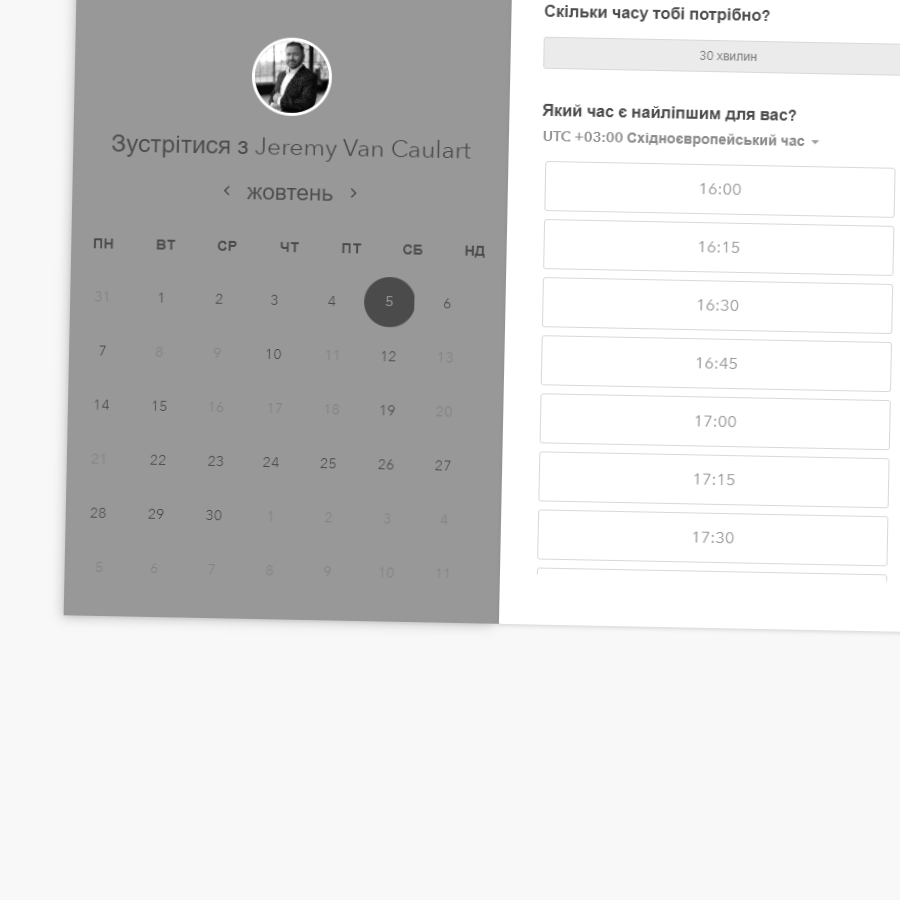 Зустрітися з Jeremy Van Caulart
‹ жовтень ›
ПН ВТ СР ЧТ ПТ СБ НД
31 1 2 3 4 5 6
7 8 9 10 11 12 13
14 15 16 17 18 19 20
21 22 23 24 25 26 27
28 29 30 1 2 3 4
5 6 7 8 9 10 11
Скільки часу тобі потрібно?
30 хвилин
Який час є найліпшим для вас?
UTC +03:00 Східноєвропейський час
16:00
16:15
16:30
16:45
17:00
17:15
17:30